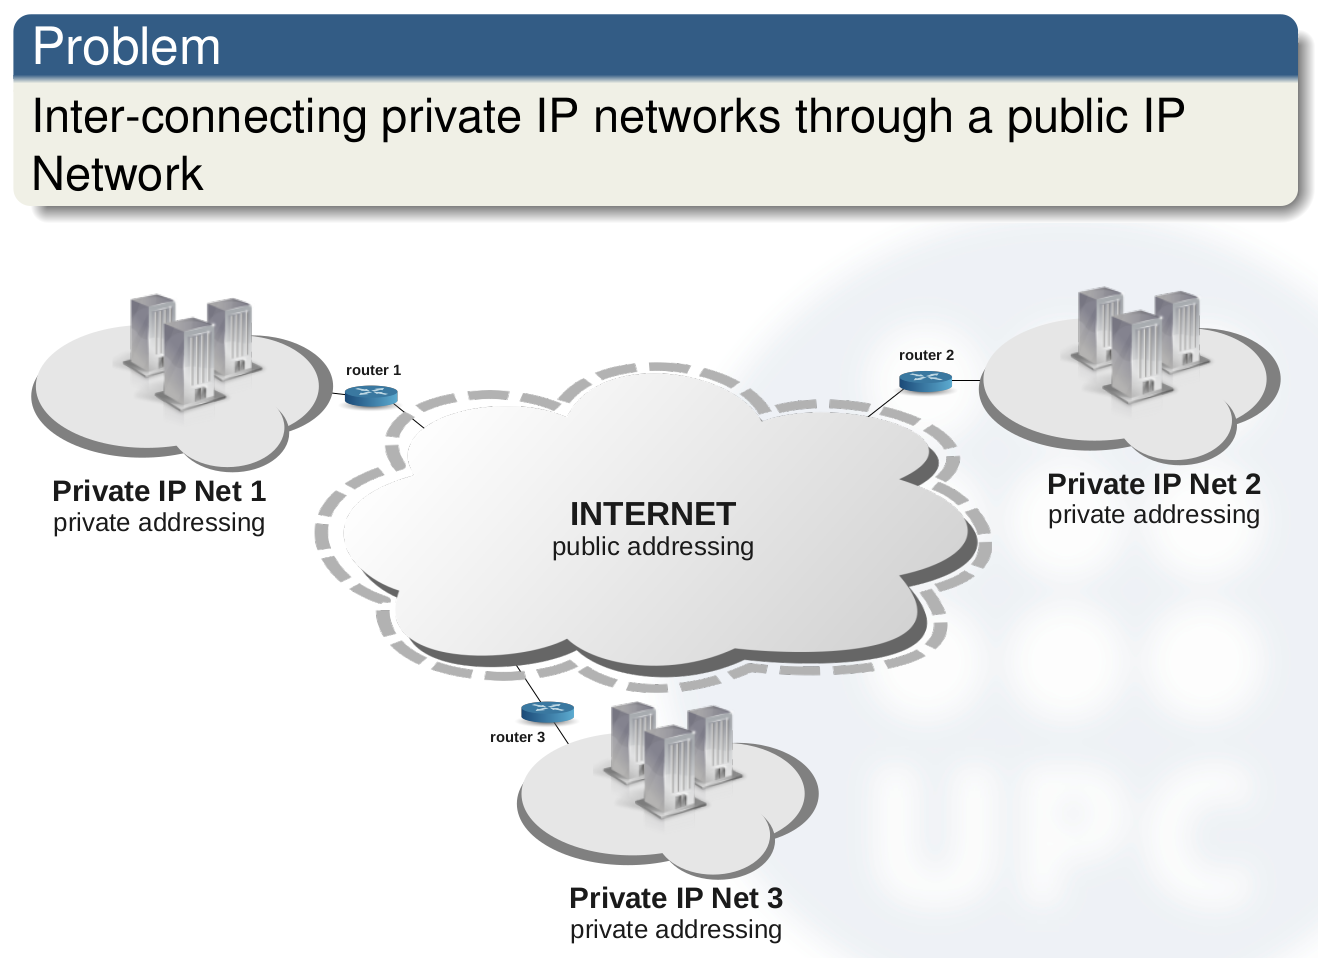 Problem
Inter-connecting private IP networks through a public IP
Network
router 1
router 2
Private IP Net 1
private addressing
Private IP Net 2
private addressing
INTERNET
public addressing
router 3
Private IP Net 3
private addressing
UPC